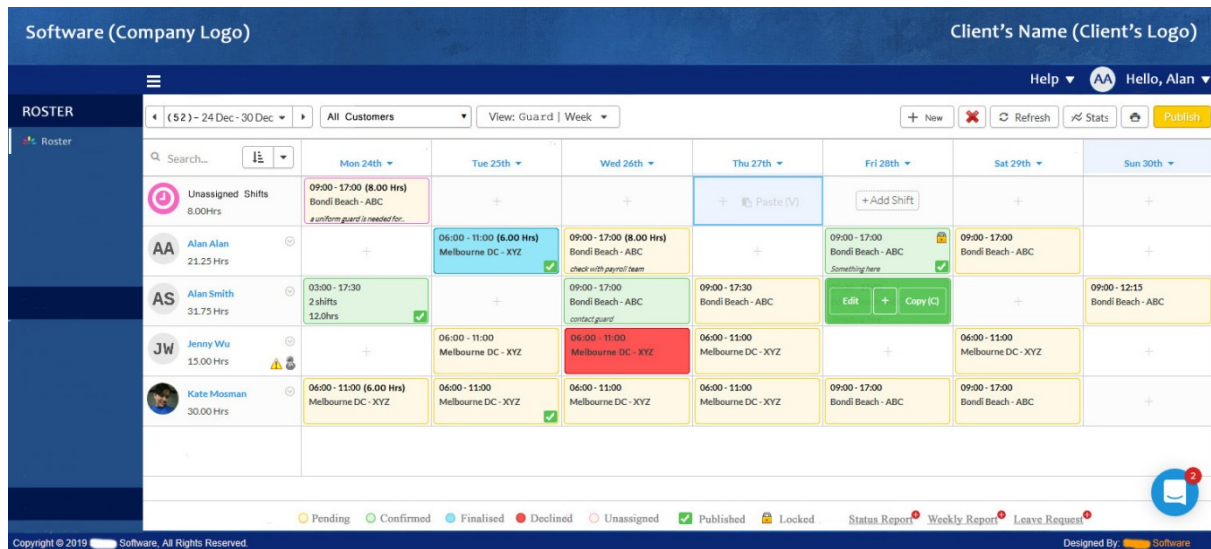 Software (Company Logo)
Client's Name (Client's Logo)
Help
AA
Hello, Alan
ROSTER
Roster
(52)- 24 Dec - 30 Dec
All Customers
View: Guard | Week
+ New
Refresh
Stats
Publish
Search...
Mon 24th
Tue 25th
Wed 26th
Thu 27th
Fri 28th
Sat 29th
Sun 30th
Unassigned Shifts
8.00Hrs
09:00 - 17:00 (8.00 Hrs)
Bondi Beach - ABC
a uniform guard is needed for..
+
+
+ Paste (V)
+ Add Shift
+
+
AA
Alan Alan
21.25 Hrs
+
06:00 - 11:00 (6.00 Hrs)
Melbourne DC - XYZ
09:00 - 17:00 (8.00 Hrs)
Bondi Beach - ABC
check with payroll team
+
09:00 - 17:00
Bondi Beach - ABC
Something here
09:00 - 17:00
Bondi Beach - ABC
+
AS
Alan Smith
31.75 Hrs
03:00 - 17:30
2 shifts
12.0hrs
+
09:00 - 17:00
Bondi Beach - ABC
contact guard
09:00 - 17:30
Bondi Beach - ABC
Edit
+
Copy (C)
+
09:00 - 12:15
Bondi Beach - ABC
JW
Jenny Wu
15.00 Hrs
+
06:00 - 11:00
Melbourne DC - XYZ
06:00 - 11:00
Melbourne DC - XYZ
06:00 - 11:00
Melbourne DC - XYZ
+
06:00 - 11:00
Melbourne DC - XYZ
+
Kate Mosman
30.00 Hrs
06:00 - 11:00 (6.00 Hrs)
Melbourne DC - XYZ
06:00 - 11:00
Melbourne DC - XYZ
06:00 - 11:00
Melbourne DC - XYZ
06:00 - 11:00
Melbourne DC - XYZ
09:00 - 17:00
Bondi Beach - ABC
09:00 - 17:00
Bondi Beach - ABC
+
2
Pending
Confirmed
Finalised
Declined
Unassigned
Published
Locked
Status Report
Weekly Report
Leave Request
Copyright © 2019 Software, All Rights Reserved.
Designed By: Software